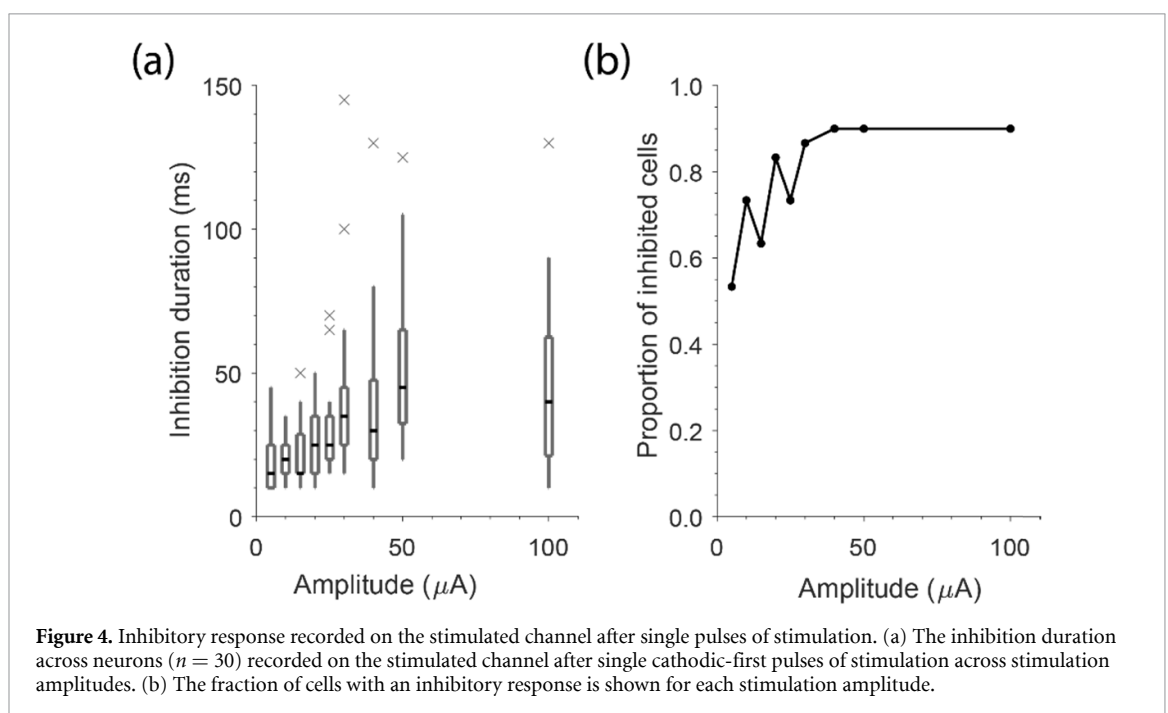 (a)
150
100
50
0
Inhibition duration (ms)
0 50 100
Amplitude (μA)
(b)
1.0
0.8
0.6
0.4
0.2
0.0
Proportion of inhibited cells
0 50 100
Amplitude (μA)
Figure 4. Inhibitory response recorded on the stimulated channel after single pulses of stimulation. (a) The inhibition duration
across neurons (n = 30) recorded on the stimulated channel after single cathodic-first pulses of stimulation across stimulation
amplitudes. (b) The fraction of cells with an inhibitory response is shown for each stimulation amplitude.